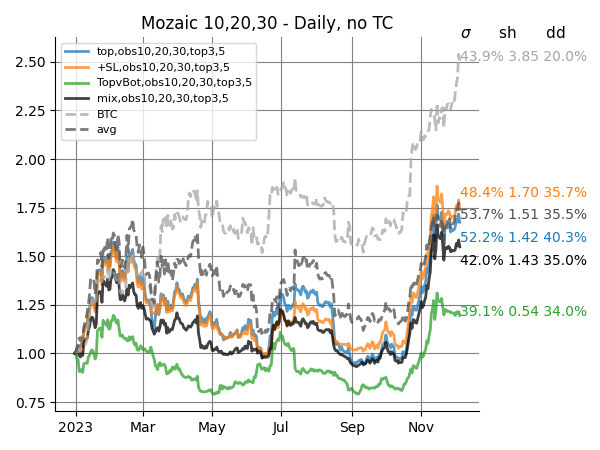 Mozaic 10,20,30 - Daily, no TC
σ sh dd
top,obs10,20,30,top3,5
+SL,obs10,20,30,top3,5
TopvBot,obs10,20,30,top3,5
mix,obs10,20,30,top3,5
BTC
avg
43.9% 3.85 20.0%
48.4% 1.70 35.7%
53.7% 1.51 35.5%
52.2% 1.42 40.3%
42.0% 1.43 35.0%
39.1% 0.54 34.0%
2.50
2.25
2.00
1.75
1.50
1.25
1.00
0.75
2023 Mar May Jul Sep Nov